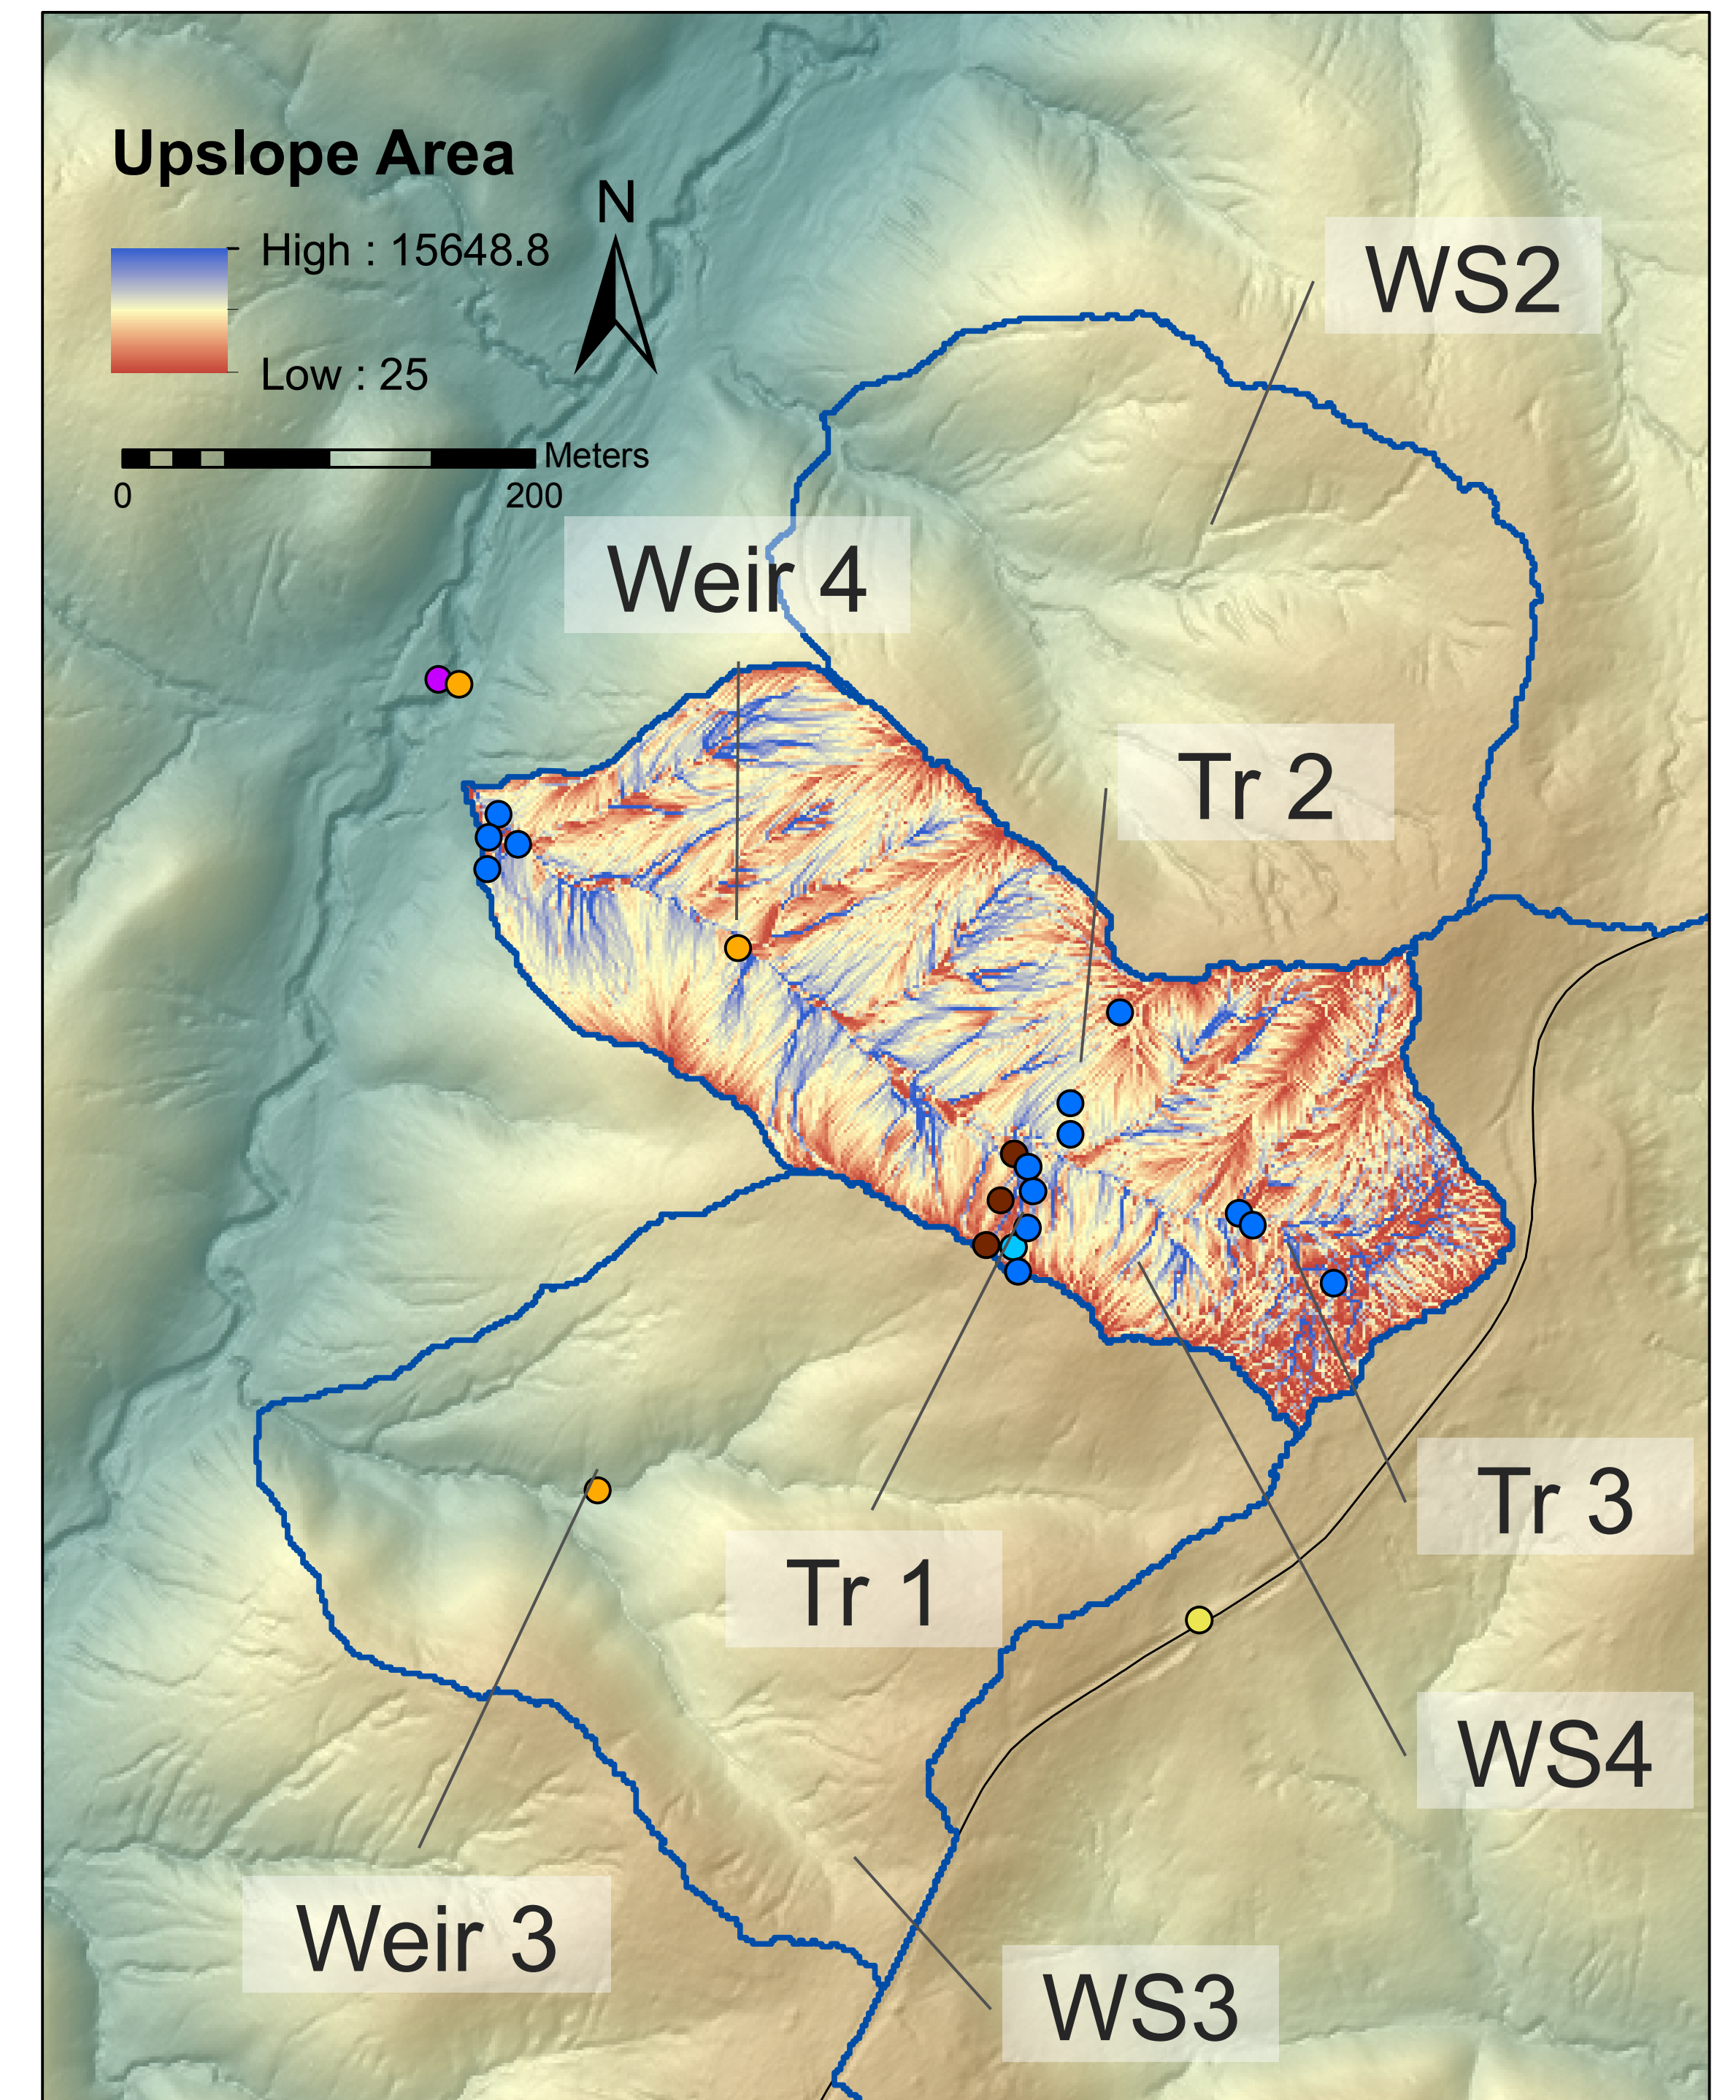 Upslope Area
N
High : 15648.8
Low : 25
Meters
0 200
WS2
Weir 4
Tr 2
Tr 3
Tr 1
WS4
Weir 3
WS3